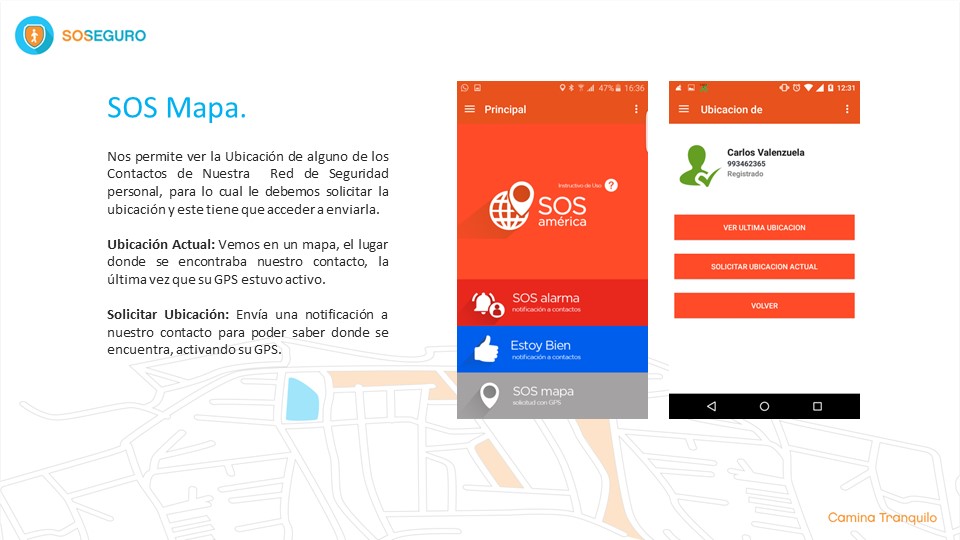 SOSEGURO
SOS Mapa.
Nos permite ver la Ubicación de alguno de los
Contactos de Nuestra Red de Seguridad
personal, para lo cual le debemos solicitar la
ubicación y este tiene que acceder a enviarla.
Ubicación Actual: Vemos en un mapa, el lugar
donde se encontraba nuestro contacto, la
última vez que su GPS estuvo activo.
Solicitar Ubicación: Envía una notificación a
nuestro contacto para poder saber donde se
encuentra, activando su GPS.
47% 16:36
Principal
Instructivo de Uso ?
SOS
américa
SOS alarma
notificación a contactos
Estoy Bien
notificación a contactos
SOS mapa
solicitud con GPS
12:31
Ubicacion de
Carlos Valenzuela
993462365
Registrado
VER ULTIMA UBICACION
SOLICITAR UBICACION ACTUAL
VOLVER
Camina Tranquilo